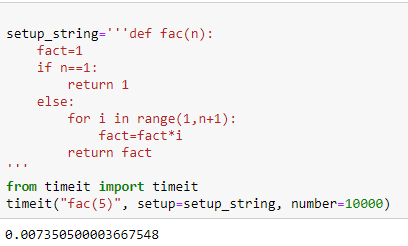 setup_string='''def fac(n):
    fact=1
    if n==1:
        return 1
    else:
        for i in range(1,n+1):
            fact=fact*i
        return fact
'''
from timeit import timeit
timeit("fac(5)", setup=setup_string, number=10000)
0.007350500003667548